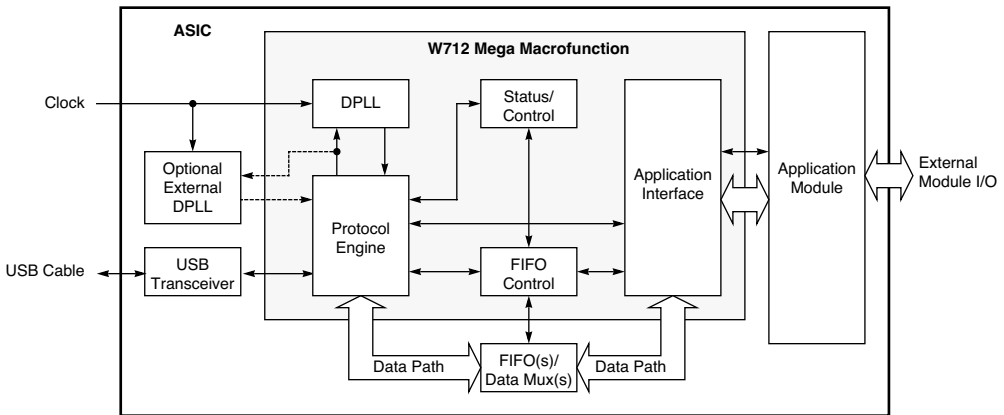 ASIC
W712 Mega Macrofunction
Clock
DPLL
Status/
Control
Optional
External
DPLL
Protocol
Engine
Application
Interface
Application
Module
External
Module I/O
USB Cable
USB
Transceiver
FIFO
Control
Data Path
FIFO(s)/
Data Mux(s)
Data Path